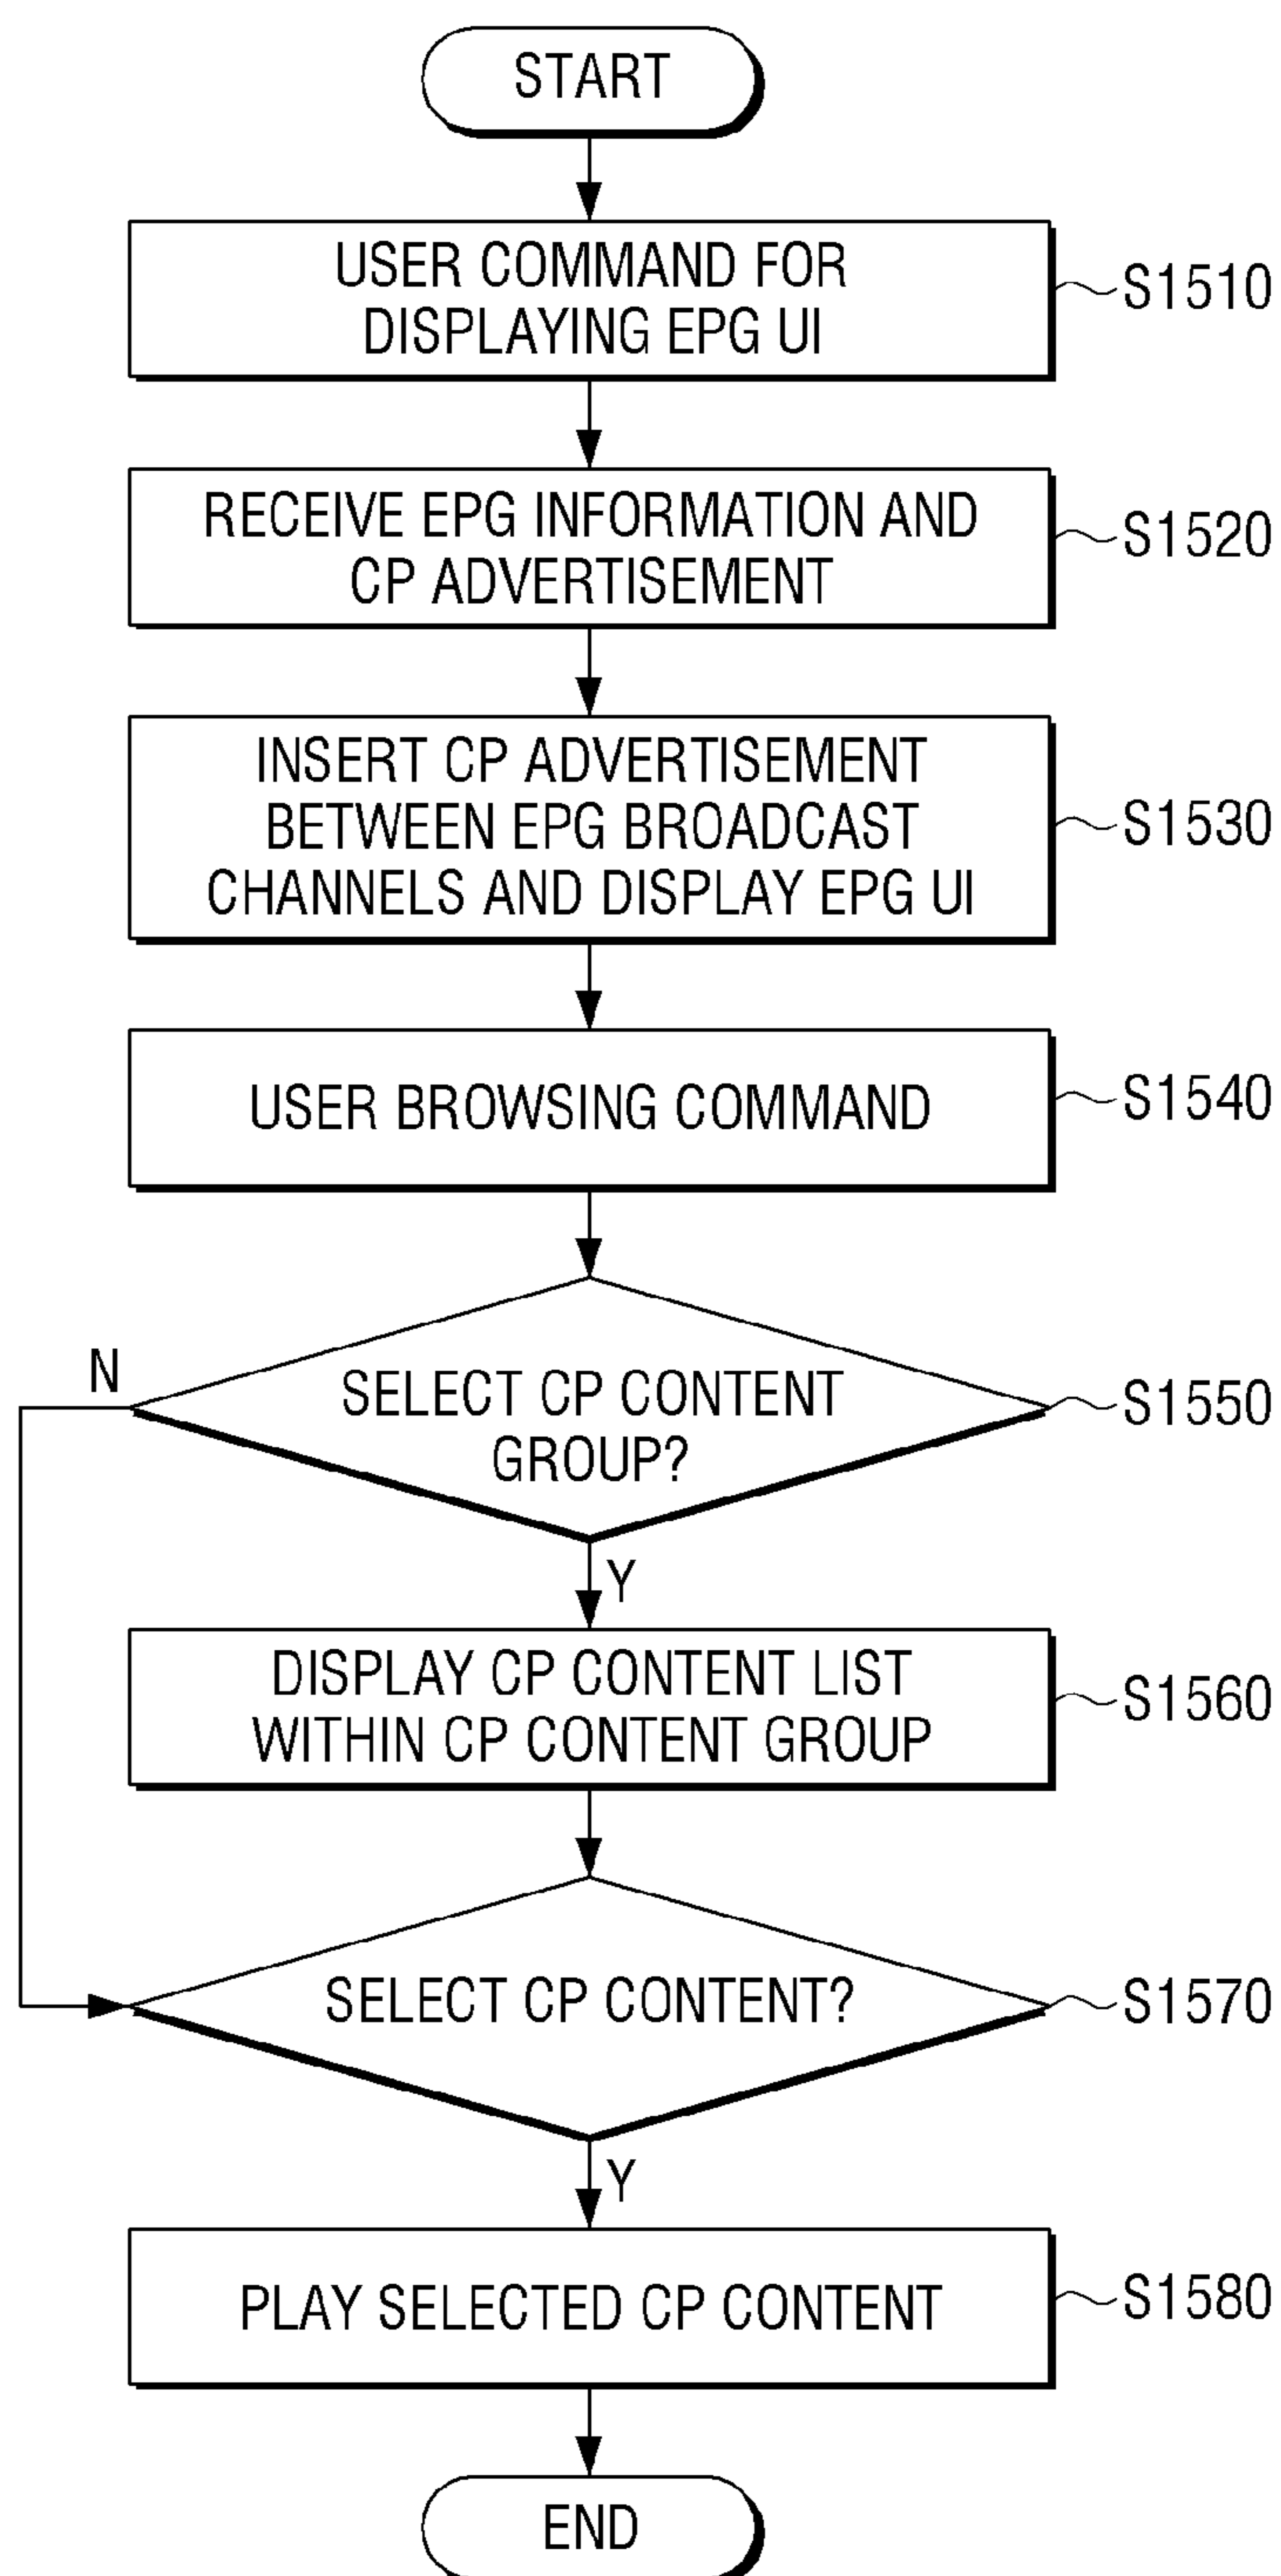 START
USER COMMAND FOR
DISPLAYING EPG UI
S1510
RECEIVE EPG INFORMATION AND
CP ADVERTISEMENT
S1520
INSERT CP ADVERTISEMENT
BETWEEN EPG BROADCAST
CHANNELS AND DISPLAY EPG UI
S1530
USER BROWSING COMMAND
S1540
N
SELECT CP CONTENT
GROUP?
S1550
Y
DISPLAY CP CONTENT LIST
WITHIN CP CONTENT GROUP
S1560
SELECT CP CONTENT?
S1570
Y
PLAY SELECTED CP CONTENT
S1580
END